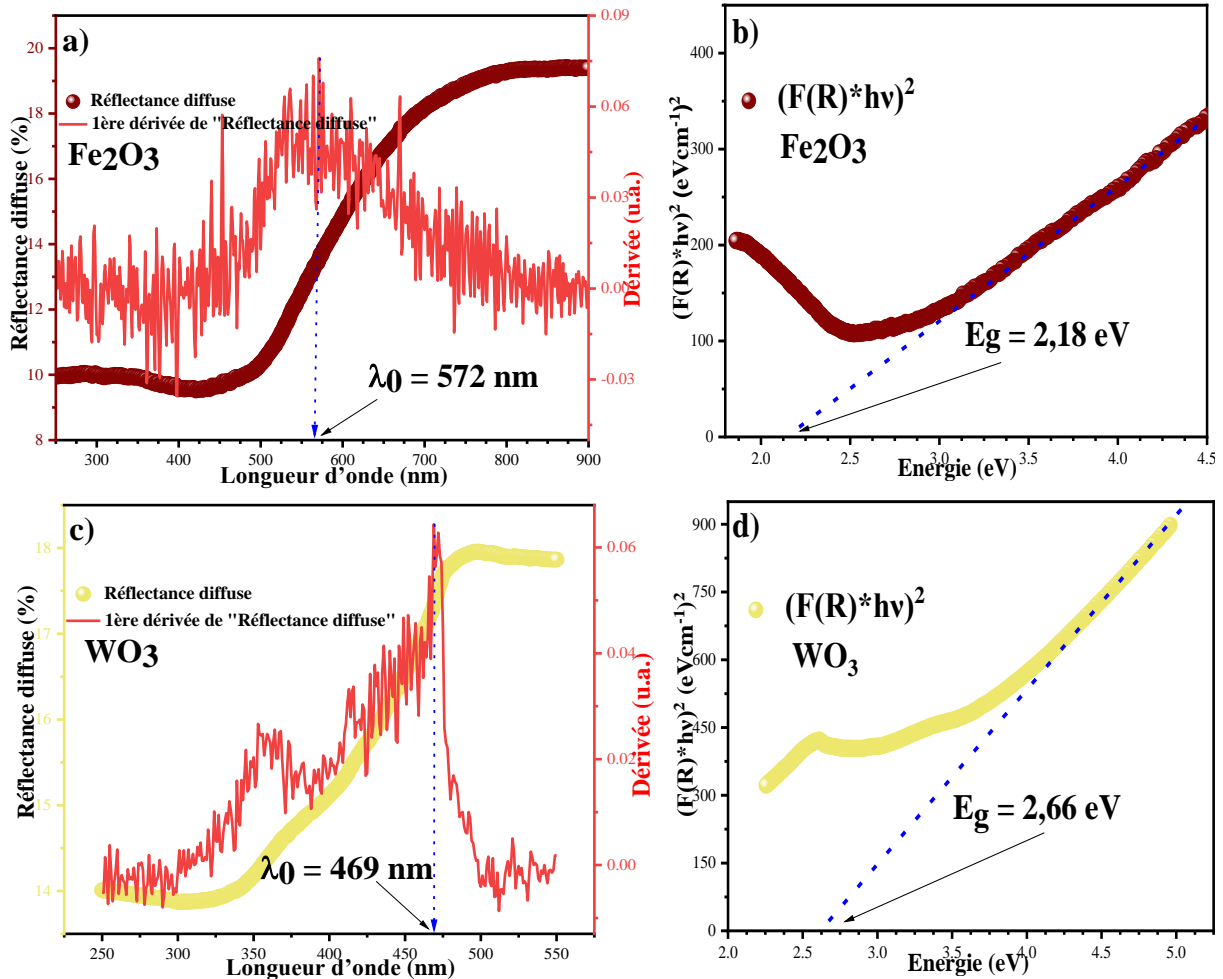 a)
Réflectance diffuse
1ère dérivée de "Réflectance diffuse"
Fe2O3
λ0 = 572 nm
Réflectance diffuse (%)
8
10
12
14
16
18
20
Dérivée (u.a.)
0.09
0.06
0.03
0.00
-0.03
300 400 500 600 700 800 900
Longueur d'onde (nm)
b)
(F(R)*hν)2
Fe2O3
Eg = 2,18 eV
(F(R)*hν)2 (eVcm-1)2
400
300
200
100
0
2.0 2.5 3.0 3.5 4.0 4.5
Energie (eV)
c)
Réflectance diffuse
1ère dérivée de "Réflectance diffuse"
WO3
λ0 = 469 nm
Réflectance diffuse (%)
18
17
16
15
14
Dérivée (u.a.)
0.06
0.04
0.02
0.00
250 300 350 400 450 500 550
Longueur d'onde (nm)
d)
(F(R)*hν)2
WO3
Eg = 2,66 eV
(F(R)*hν)2 (eVcm-1)2
900
750
600
450
300
150
0
2.0 2.5 3.0 3.5 4.0 4.5 5.0
Energie (eV)